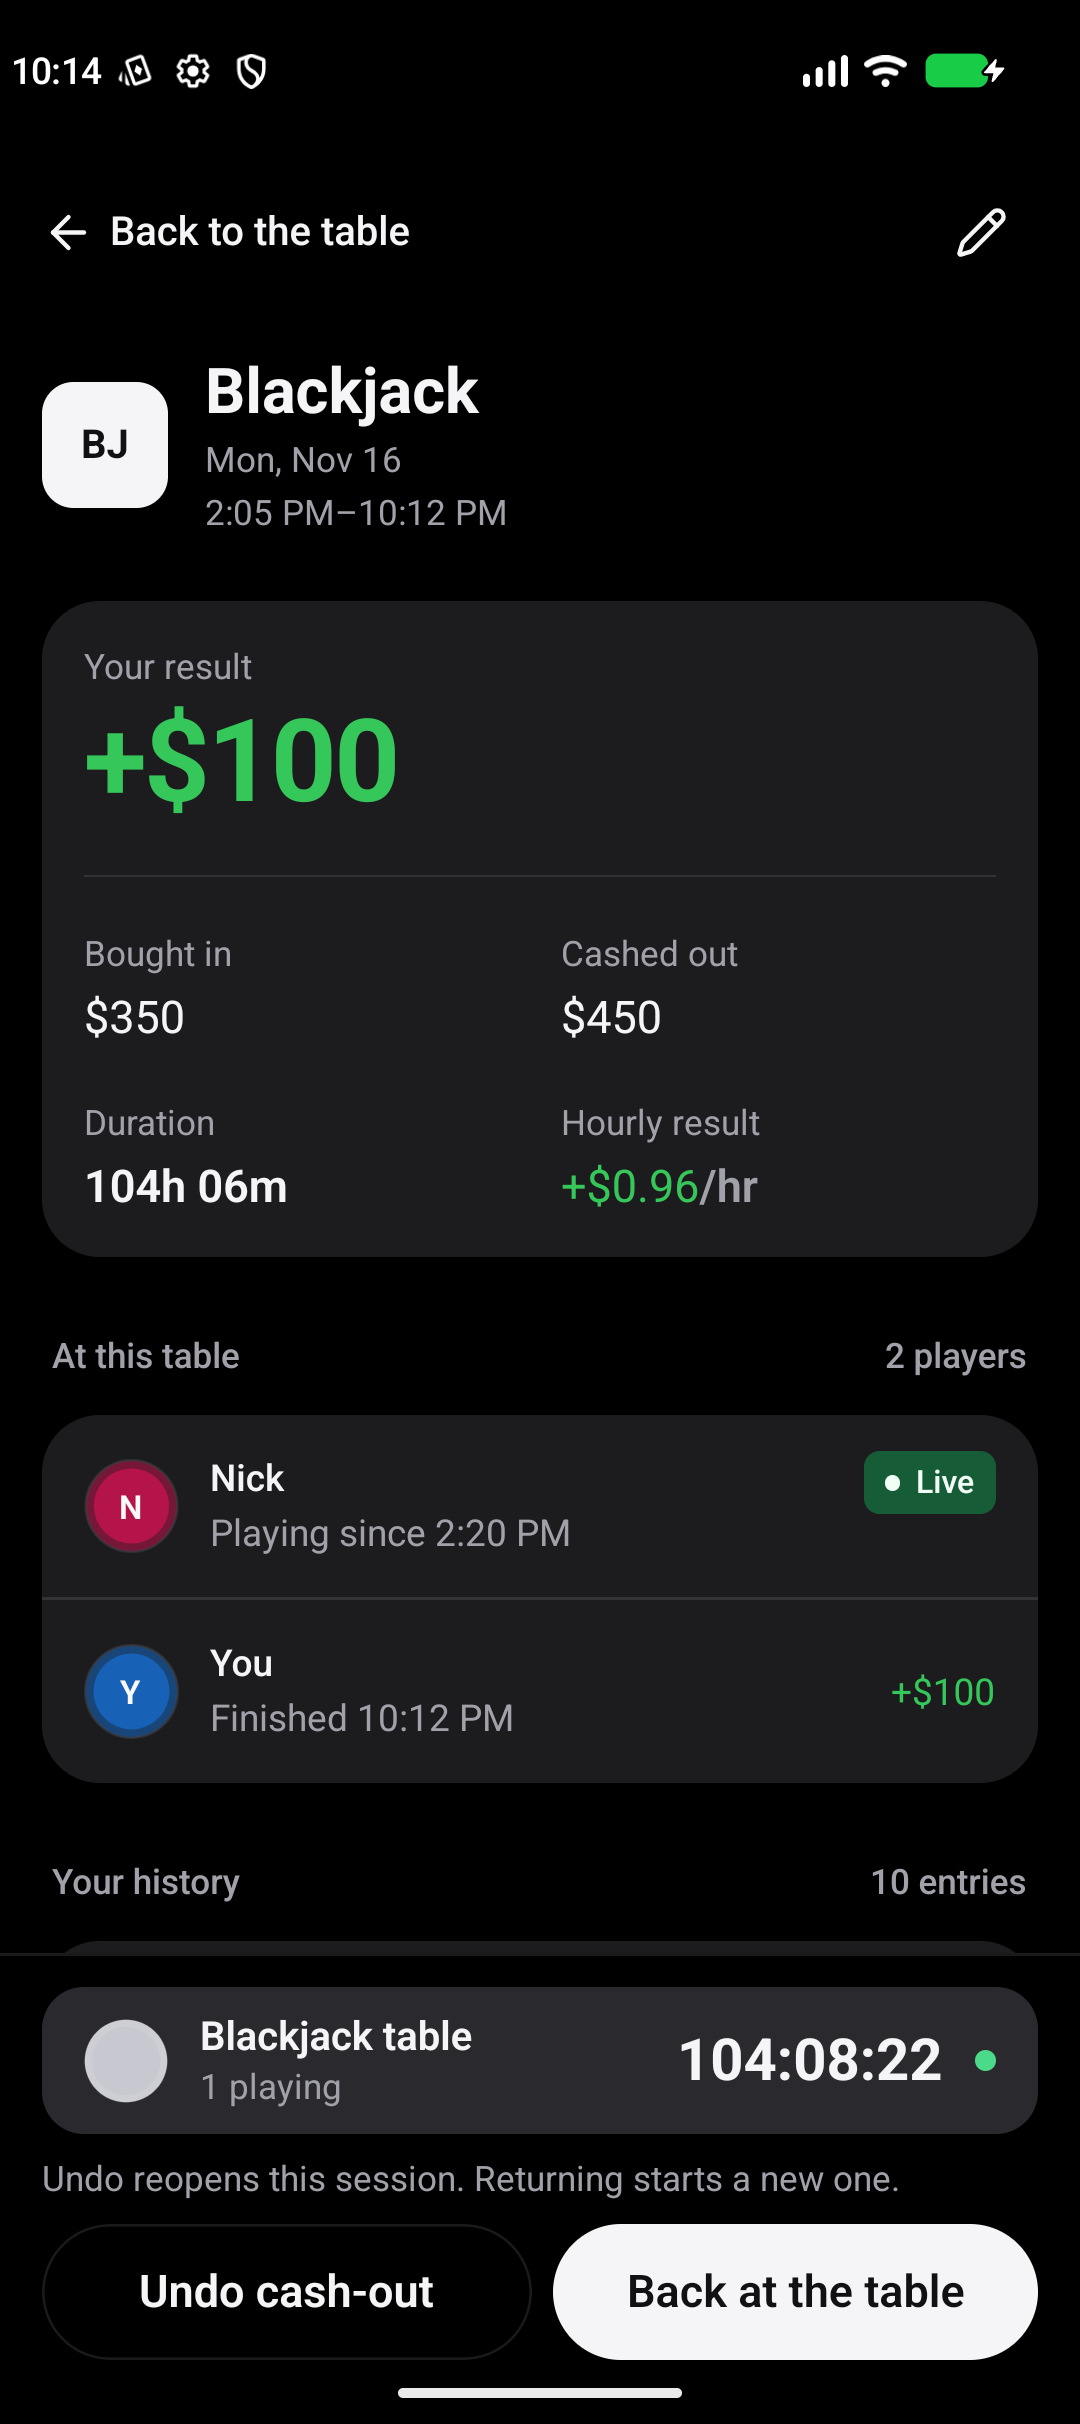 10:14
Back to the table
BJ
Blackjack
Mon, Nov 16
2:05 PM–10:12 PM
Your result
+$100
Bought in
Cashed out
$350
$450
Duration
Hourly result
104h 06m
+$0.96/hr
At this table
2 players
N
Nick
Live
Playing since 2:20 PM
Y
You
Finished 10:12 PM
+$100
Your history
10 entries
Blackjack table
1 playing
104:08:22
Undo reopens this session. Returning starts a new one.
Undo cash-out
Back at the table